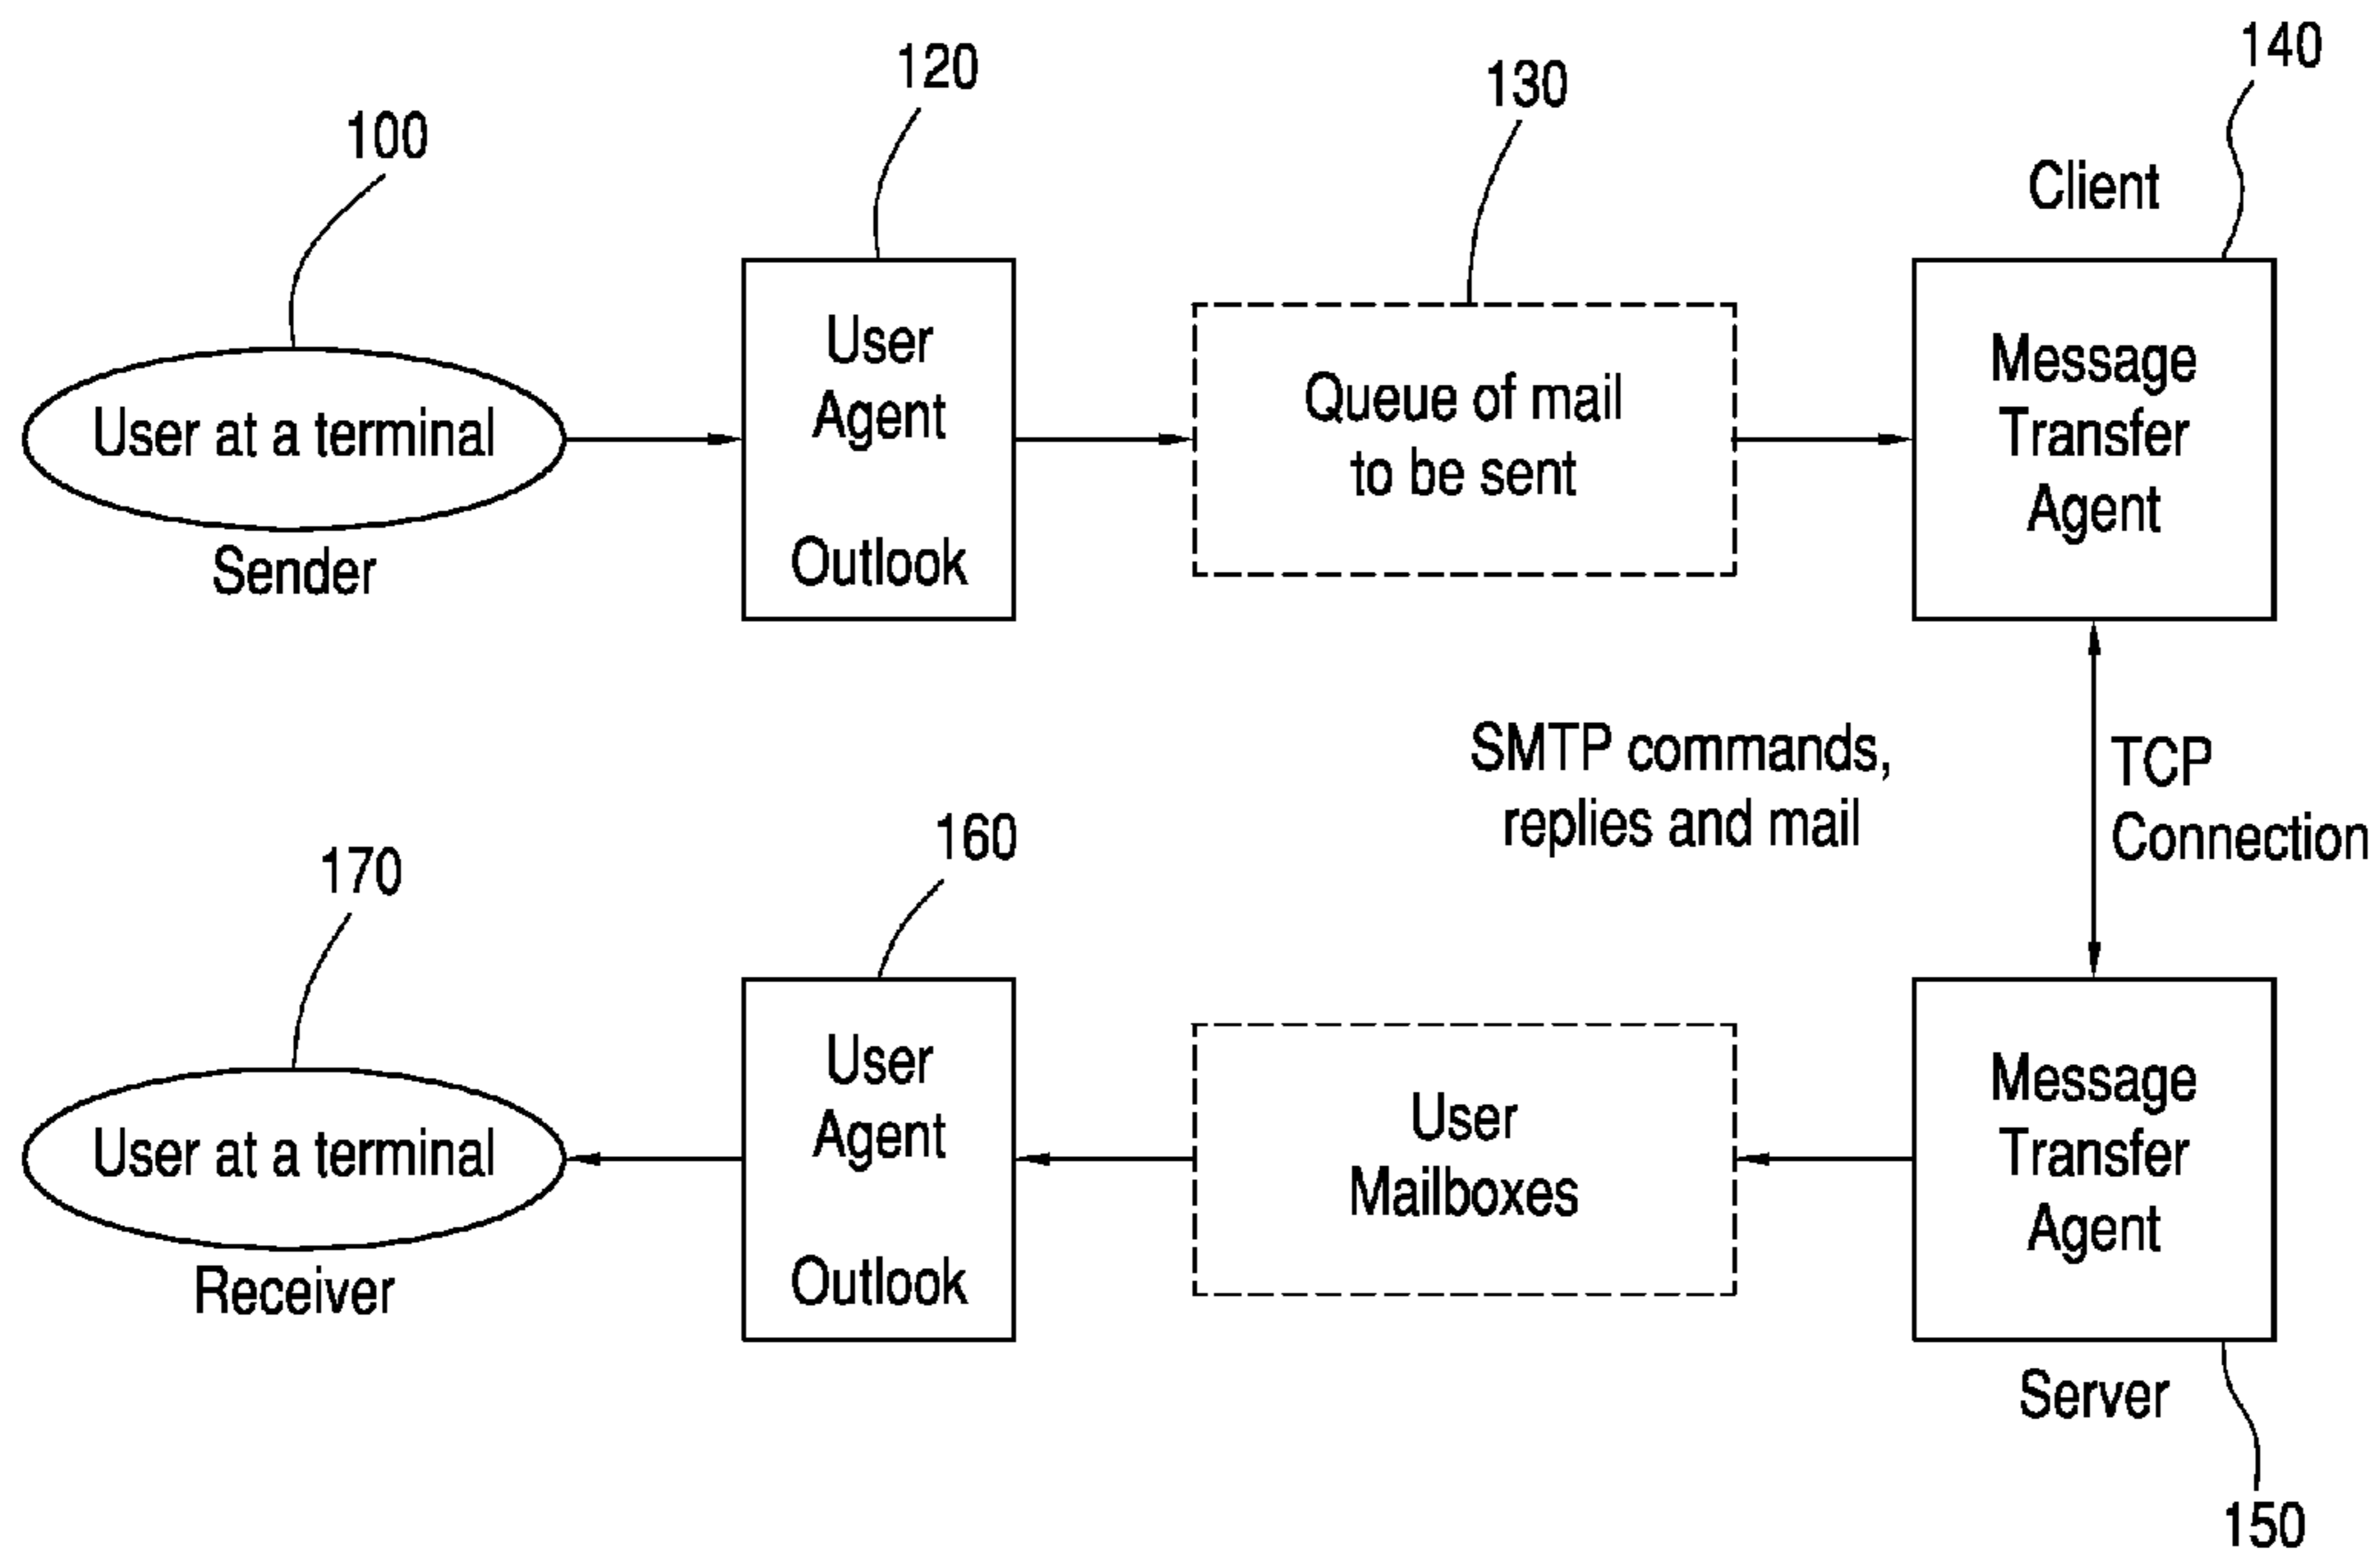 100
120
130
140
Client
User at a terminal
Sender
User
Agent
Outlook
Queue of mail
to be sent
Message
Transfer
Agent
SMTP commands,
replies and mail
TCP
Connection
170
160
User at a terminal
Receiver
User
Agent
Outlook
User
Mailboxes
Message
Transfer
Agent
Server
150